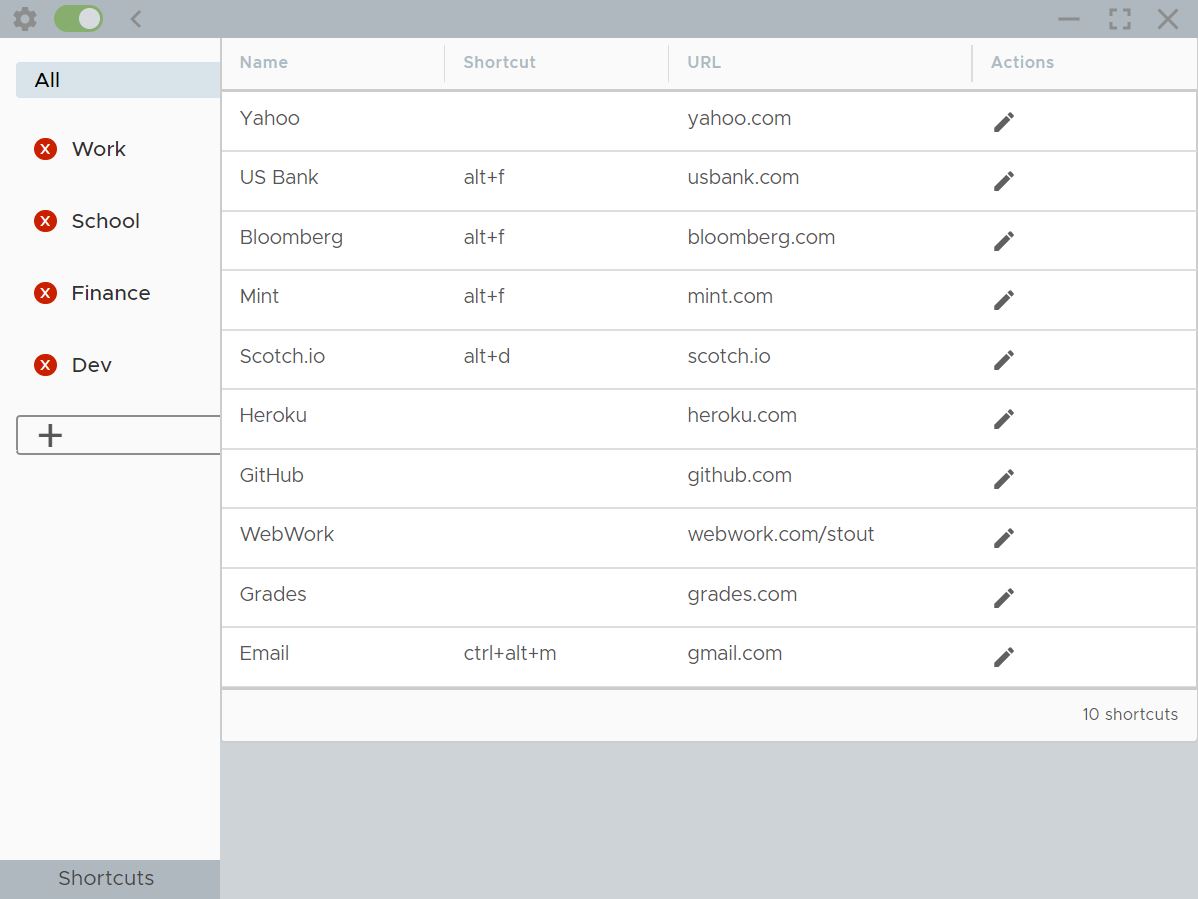 All
X Work
X School
X Finance
X Dev
Shortcuts
Name Shortcut URL Actions
Yahoo yahoo.com
US Bank alt+f usbank.com
Bloomberg alt+f bloomberg.com
Mint alt+f mint.com
Scotch.io alt+d scotch.io
Heroku heroku.com
GitHub github.com
WebWork webwork.com/stout
Grades grades.com
Email ctrl+alt+m gmail.com
10 shortcuts